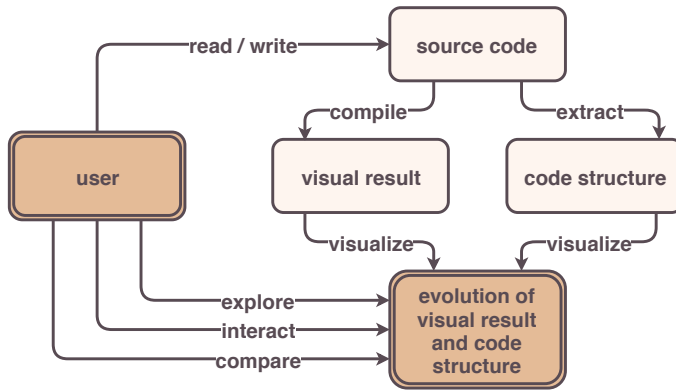 read / write
source code
compile
extract
user
visual result
code structure
visualize
visualize
explore
interact
compare
evolution of
visual result
and code
structure